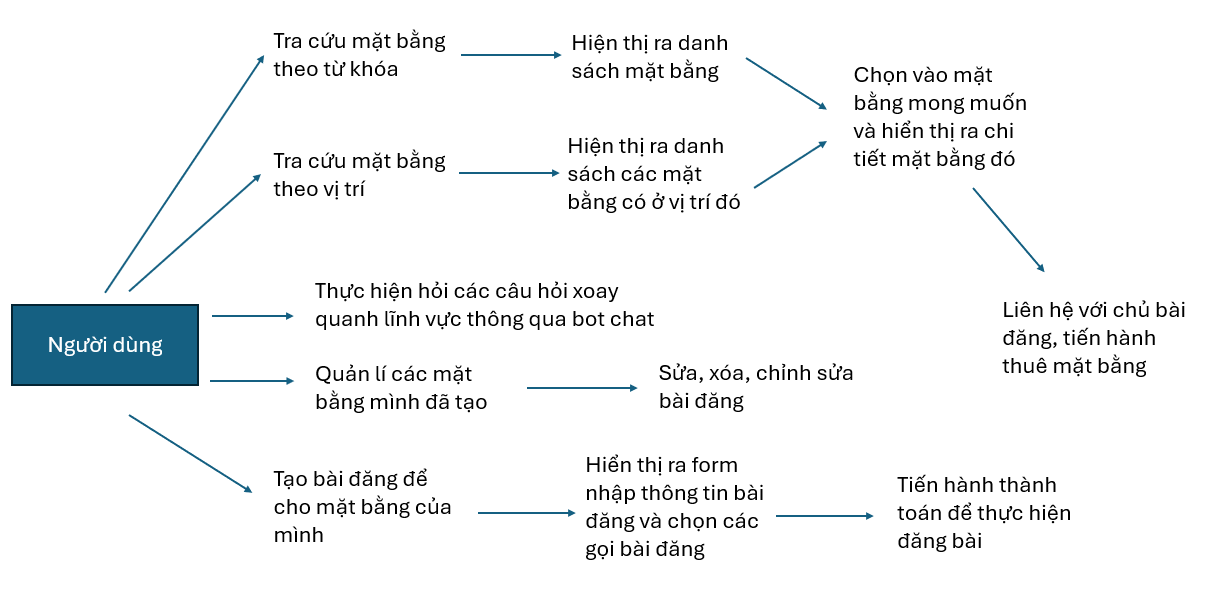 Tra cứu mặt bằng
theo từ khóa
Hiện thị ra danh
sách mặt bằng
Chọn vào mặt
bằng mong muốn
và hiển thị ra chi
tiết mặt bằng đó
Tra cứu mặt bằng
theo vị trí
Hiện thị ra danh
sách các mặt
bằng có ở vị trí đó
Liên hệ với chủ bài
đăng, tiến hành
thuê mặt bằng
Người dùng
Thực hiện hỏi các câu hỏi xoay
quanh lĩnh vực thông qua bot chat
Quản lí các mặt
bằng mình đã tạo
Sửa, xóa, chỉnh sửa
bài đăng
Tạo bài đăng để
cho mặt bằng của
mình
Hiển thị ra form
nhập thông tin bài
đăng và chọn các
gọi bài đăng
Tiến hành thành
toán để thực hiện
đăng bài